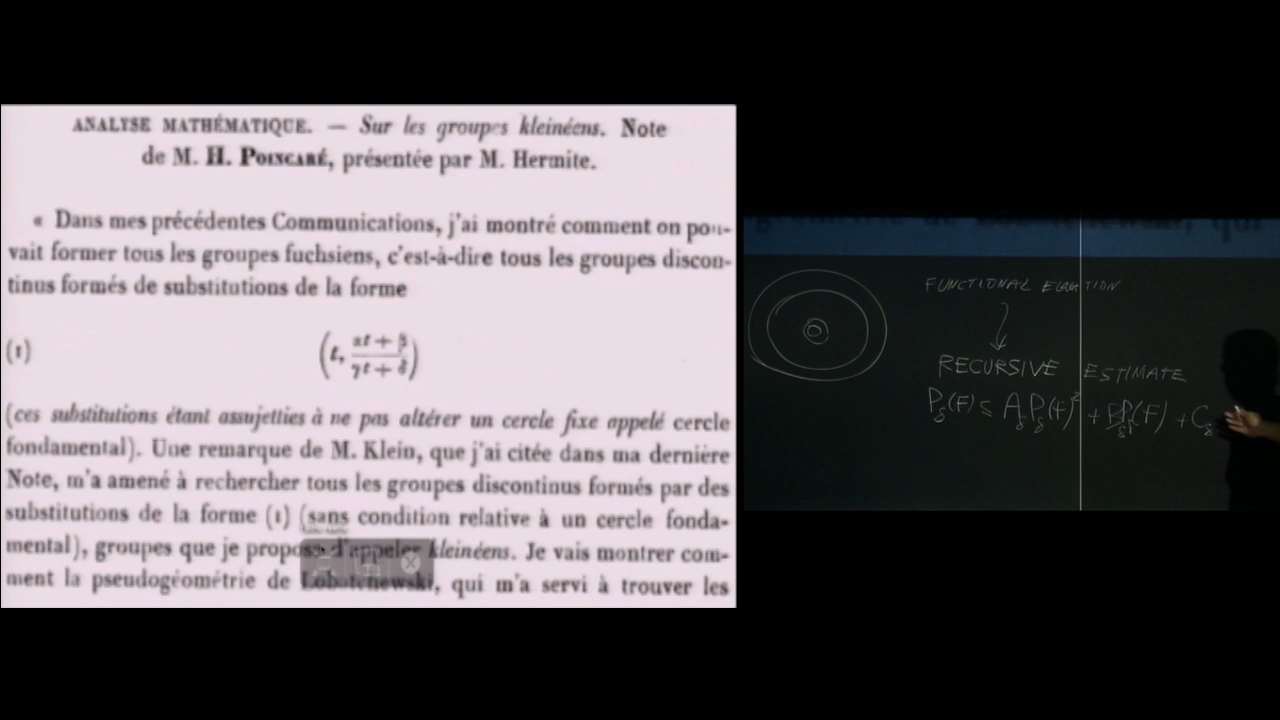 ANALYSE MATHÉMATIQUE. — Sur les groupes kleinéens. Note
de M. H. POINCARÉ, présentée par M. Hermite.
« Dans mes précédentes Communications, j'ai montré comment on pou-
vait former tous les groupes fuchsiens, c'est-à-dire tous les groupes discon-
tinus formés de substitutions de la forme
(1) (t, αt + β / γt + δ)
(ces substitutions étant assujetties à ne pas altérer un cercle fixe appelé cercle
fondamental). Une remarque de M. Klein, que j'ai citée dans ma dernière
Note, m'a amené à rechercher tous les groupes discontinus formés par des
substitutions de la forme (1) (sans condition relative à un cercle fonda-
mental), groupes que je propose d'appeler kleinéens. Je vais montrer com-
ment la pseudogéométrie de Lobatchewski, qui m'a servi à trouver les
FUNCTIONAL EQUATION
RECURSIVE ESTIMATE